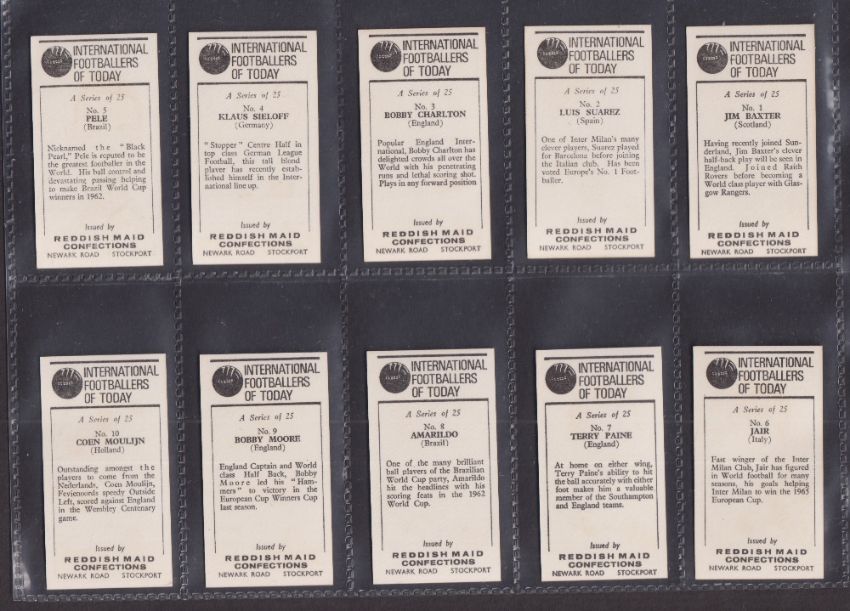 INTERNATIONAL
FOOTBALLERS
OF TODAY
A Series of 25
No. 5
PELE
(Brazil)
Nicknamed the "Black
Pearl," Pele is reputed to be
the greatest footballer in the
World. His ball control and
devastating passing helping
to make Brazil World Cup
winners in 1962.
Issued by
REDDISH MAID
CONFECTIONS
NEWARK ROAD STOCKPORT
INTERNATIONAL
FOOTBALLERS
OF TODAY
A Series of 25
No. 4
KLAUS SIELOFF
(Germany)
"Stopper" Centre Half in
top class German League
Football, this tall blond
player has recently estab-
lished himself in the Inter-
national line up.
Issued by
REDDISH MAID
CONFECTIONS
NEWARK ROAD STOCKPORT
INTERNATIONAL
FOOTBALLERS
OF TODAY
A Series of 25
No. 3
BOBBY CHARLTON
(England)
Popular England Inter-
national, Bobby Charlton has
delighted crowds all over the
World with his penetrating
runs and lethal scoring shot.
Plays in any forward position
Issued by
REDDISH MAID
CONFECTIONS
NEWARK ROAD STOCKPORT
INTERNATIONAL
FOOTBALLERS
OF TODAY
A Series of 25
No. 2
LUIS SUAREZ
(Spain)
One of Inter Milan's many
clever players, Suarez played
for Barcelona before joining
the Italian club. Has been
voted Europe's No. 1 Foot-
baller.
Issued by
REDDISH MAID
CONFECTIONS
NEWARK ROAD STOCKPORT
INTERNATIONAL
FOOTBALLERS
OF TODAY
A Series of 25
No. 1
JIM BAXTER
(Scotland)
Having recently joined Sun-
derland, Jim Baxter's clever
half-back play will be seen in
England. Joined Raith
Rovers before becoming a
World class player with Glas-
gow Rangers.
Issued by
REDDISH MAID
CONFECTIONS
NEWARK ROAD STOCKPORT
INTERNATIONAL
FOOTBALLERS
OF TODAY
A Series of 25
No. 10
COEN MOULIJN
(Holland)
Outstanding amongst the
players to come from the
Nederlands, Coen Moulijn,
Feyienoords speedy Outside
Left, scored against England
in the Wembley Centenary
game.
Issued by
REDDISH MAID
CONFECTIONS
NEWARK ROAD STOCKPORT
INTERNATIONAL
FOOTBALLERS
OF TODAY
A Series of 25
No. 9
BOBBY MOORE
(England)
England Captain and World
class Half Back, Bobby
Moore led his "Ham-
mers" to victory in the
European Cup Winners Cup
last season.
Issued by
REDDISH MAID
CONFECTIONS
NEWARK ROAD STOCKPORT
INTERNATIONAL
FOOTBALLERS
OF TODAY
A Series of 25
No. 8
AMARILDO
(Brazil)
One of the many brilliant
ball players of the Brazilian
World Cup party, Amarildo
hit the headlines with his
scoring feats in the 1962
World Cup.
Issued by
REDDISH MAID
CONFECTIONS
NEWARK ROAD STOCKPORT
INTERNATIONAL
FOOTBALLERS
OF TODAY
A Series of 25
No. 7
TERRY PAINE
(England)
At home on either wing,
Terry Paine's ability to hit
the ball accurately with either
foot makes him a valuable
member of the Southampton
and England teams.
Issued by
REDDISH MAID
CONFECTIONS
NEWARK ROAD STOCKPORT
INTERNATIONAL
FOOTBALLERS
OF TODAY
A Series of 25
No. 6
JAIR
(Italy)
Fast winger of the Inter
Milan Club, Jair has figured
in World football for many
seasons, his goals helping
Inter Milan to win the 1965
European Cup.
Issued by
REDDISH MAID
CONFECTIONS
NEWARK ROAD STOCKPORT